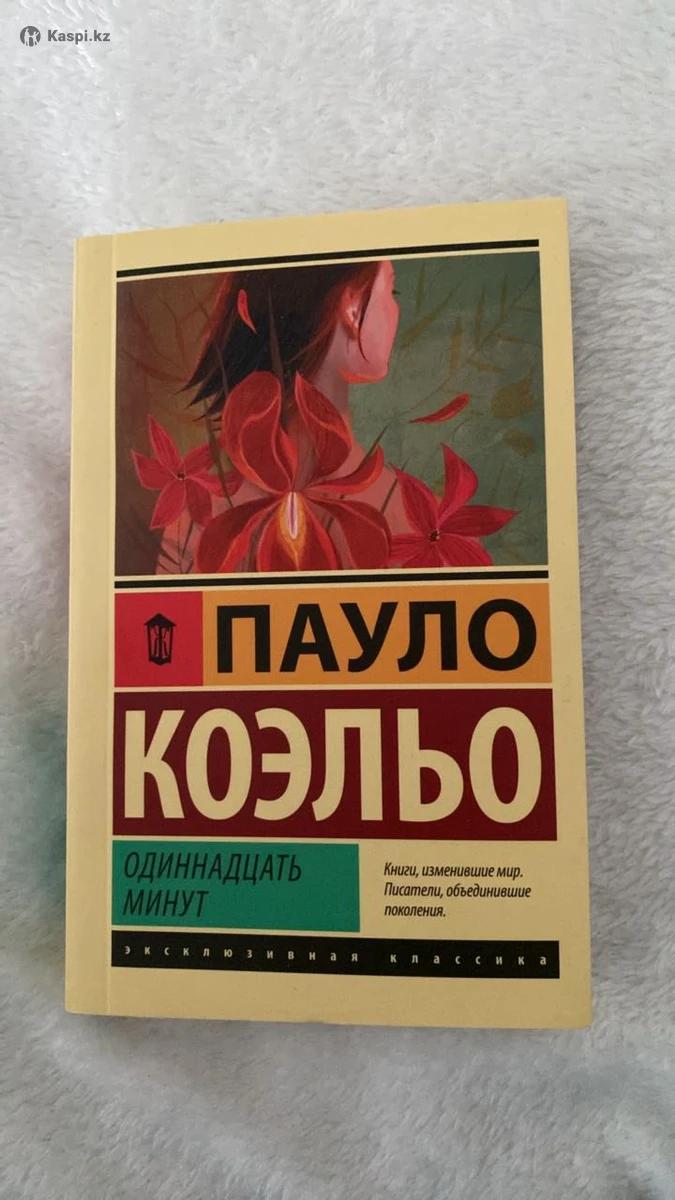 Kaspi.kz
ПАУЛО
КОЭЛЬО
ОДИННАДЦАТЬ
МИНУТ
Книги, изменившие мир.
Писатели, объединившие
поколения.
эксклюзивная классика